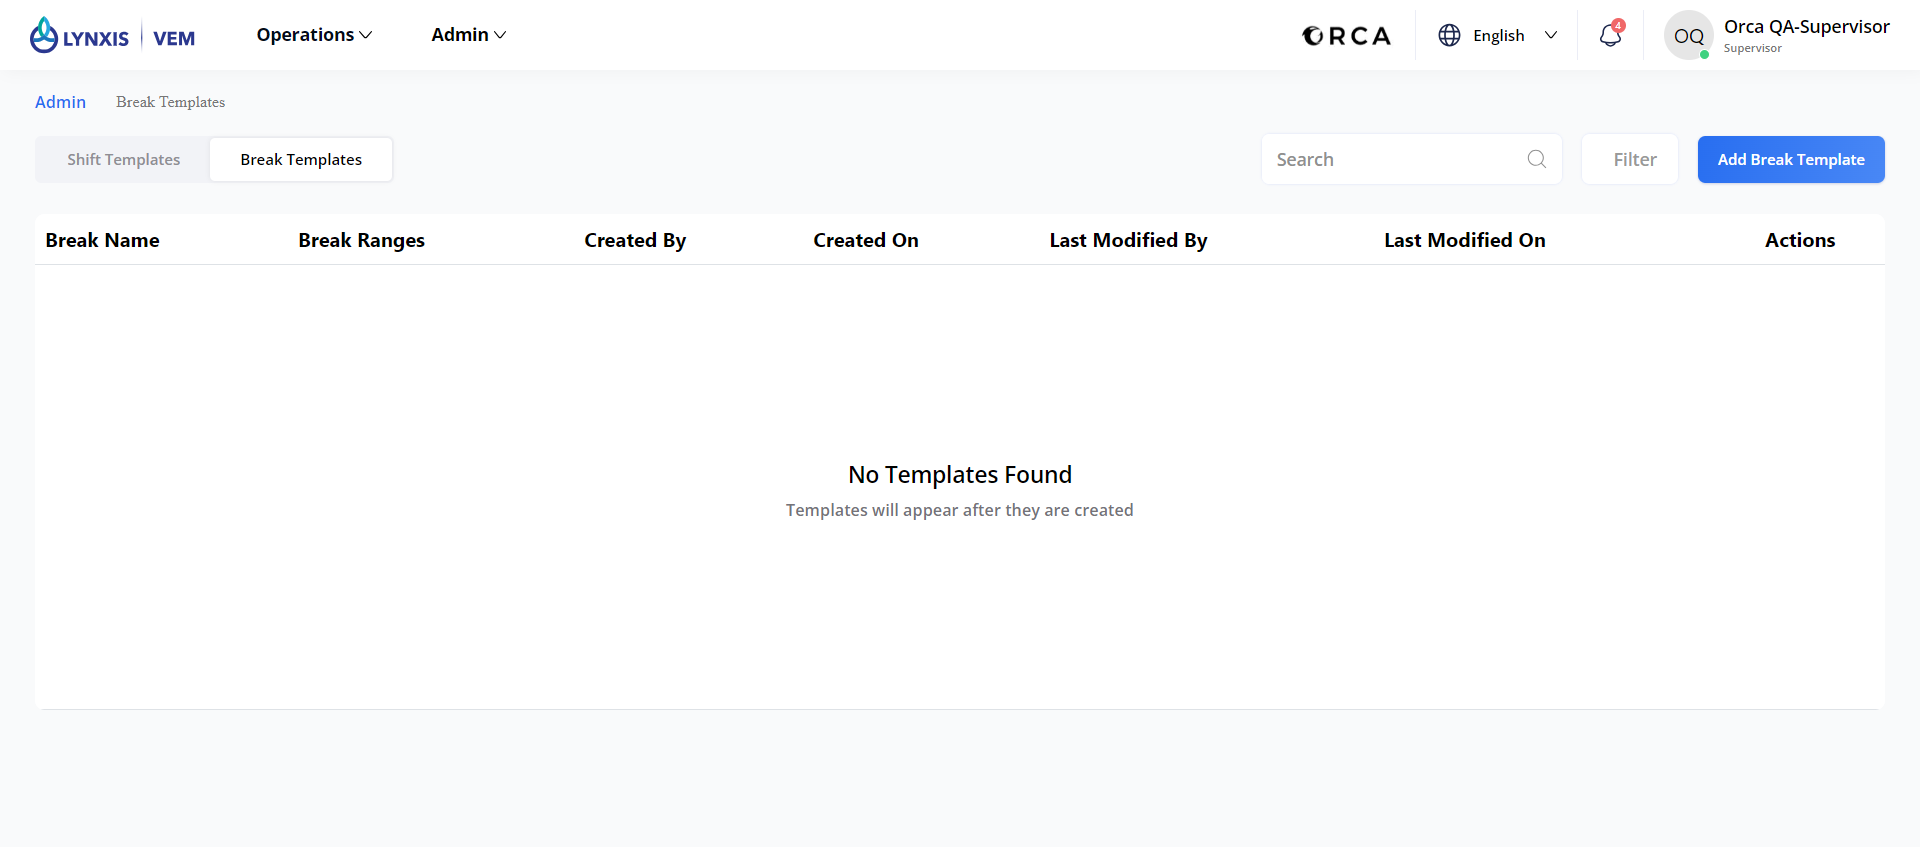 LYNXIS | VEM
Operations
Admin
ORCA
English
4
OQ
Orca QA-Supervisor
Supervisor
Admin
Break Templates
Shift Templates
Break Templates
Search
Filter
Add Break Template
Break Name
Break Ranges
Created By
Created On
Last Modified By
Last Modified On
Actions
No Templates Found
Templates will appear after they are created